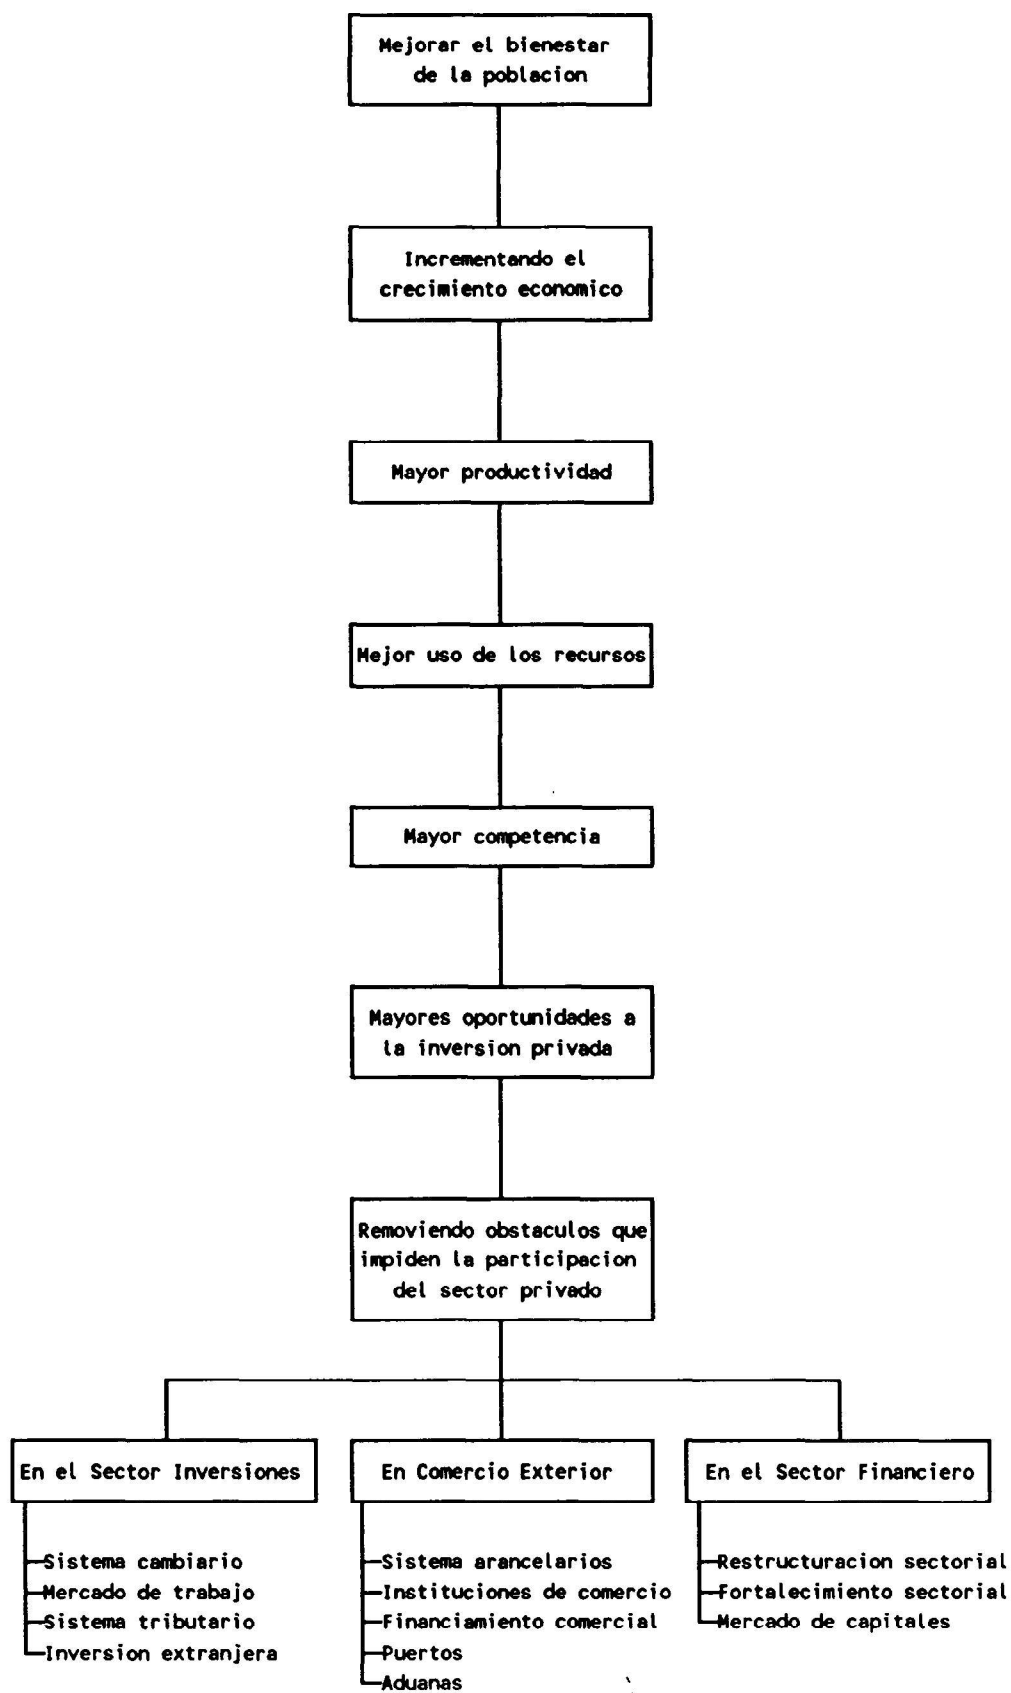 Mejorar el bienestar
de la poblacion
Incrementando el
crecimiento economico
Mayor productividad
Mejor uso de los recursos
Mayor competencia
Mayores oportunidades a
la inversion privada
Removiendo obstaculos que
impiden la participacion
del sector privado
En el Sector Inversiones
Sistema cambiario
Mercado de trabajo
Sistema tributario
Inversion extranjera
En Comercio Exterior
Sistema arancelarios
Instituciones de comercio
Financiamiento comercial
Puertos
Aduanas
En el Sector Financiero
Restructuracion sectorial
Fortalecimiento sectorial
Mercado de capitales